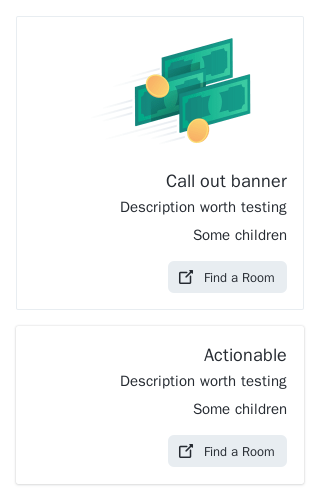 Call out banner
Description worth testing
Some children
Find a Room
Actionable
Description worth testing
Some children
Find a Room